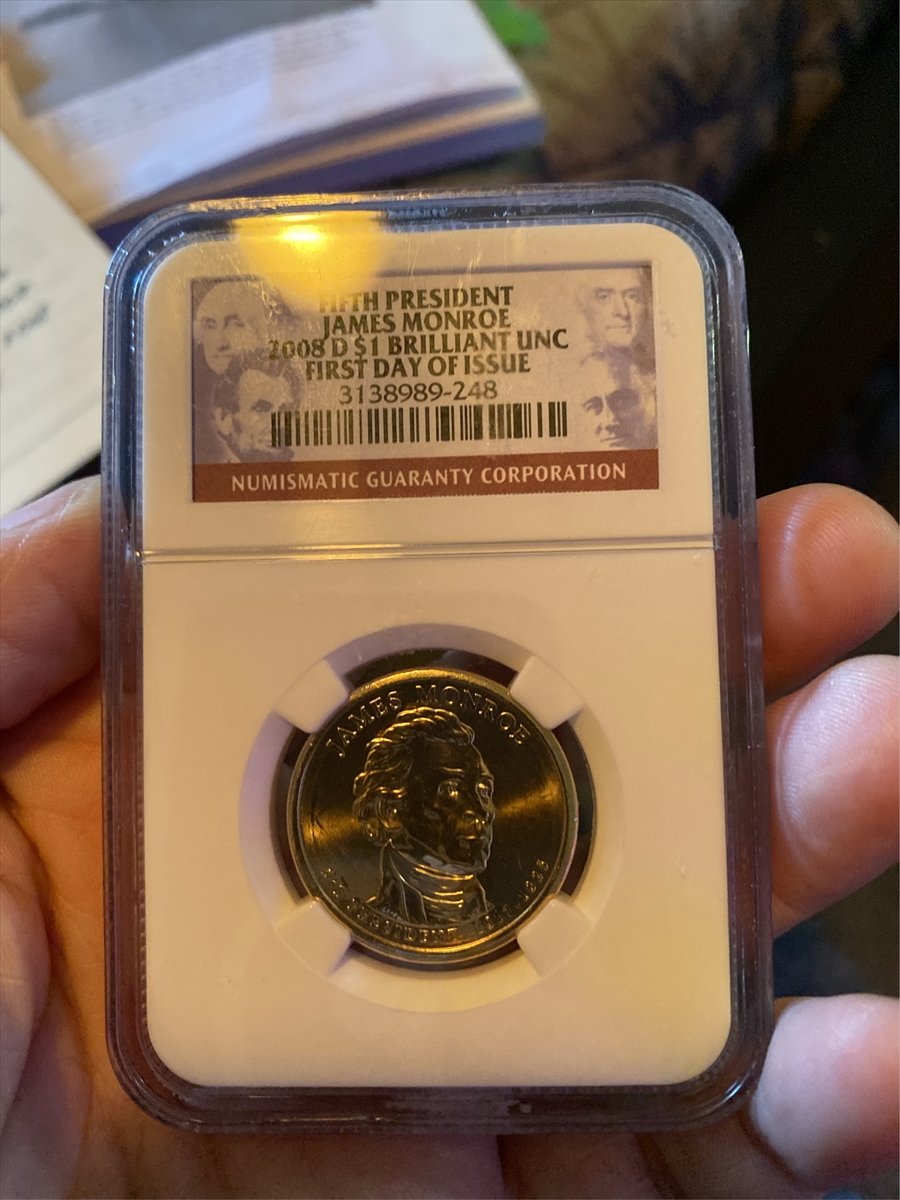 FIFTH PRESIDENT
JAMES MONROE
2008 D $1 BRILLIANT UNC
FIRST DAY OF ISSUE
3138989-248
NUMISMATIC GUARANTY CORPORATION
JAMES MONROE
PRESIDENT